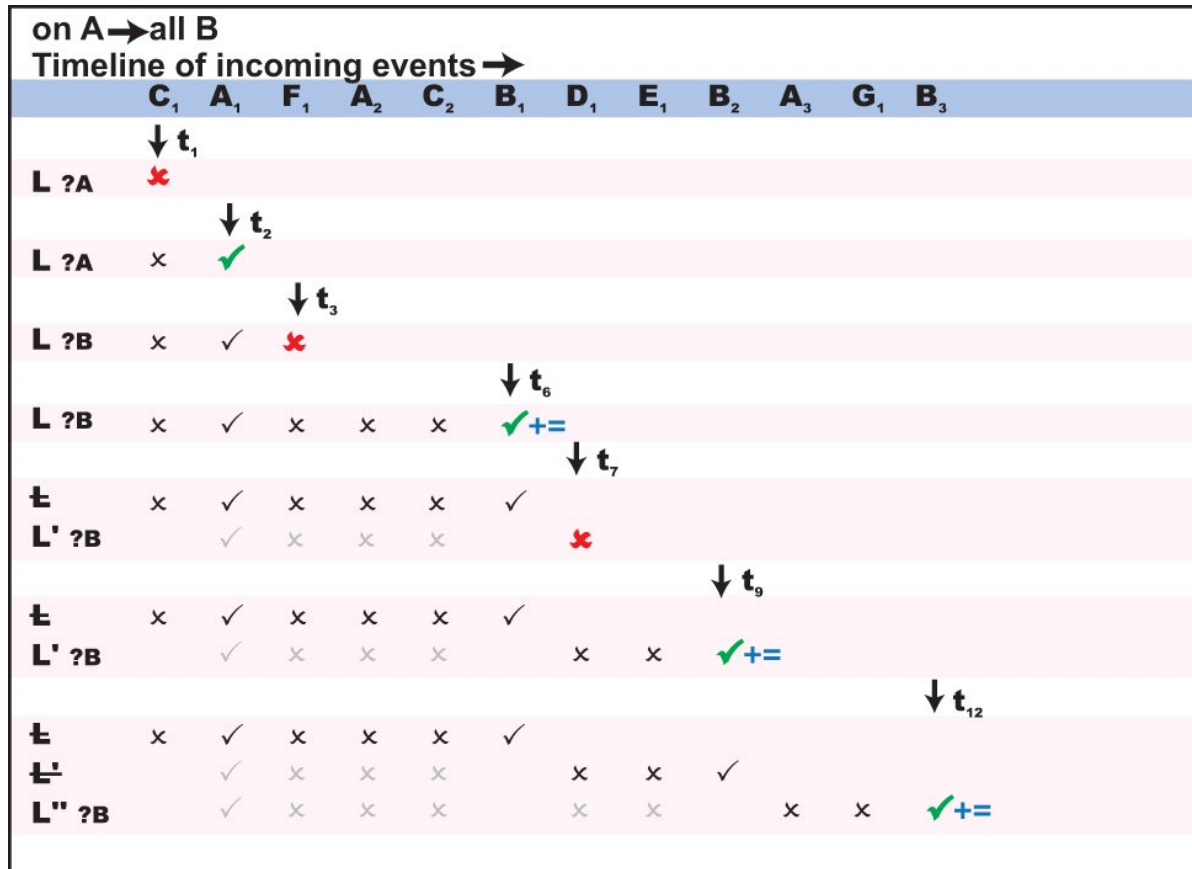 on A→all B
Timeline of incoming events→
C₁ A₁ F₁ A₂ C₂ B₁ D₁ E₁ B₂ A₃ G₁ B₃
↓ t₁
L ?A ✘
↓ t₂
L ?A ✗ ✔
↓ t₃
L ?B ✗ ✓ ✘
↓ t₆
L ?B ✗ ✓ ✗ ✗ ✗ ✔+=
↓ t₇
L̶ ✗ ✓ ✗ ✗ ✗ ✓
L' ?B ✓ ✗ ✗ ✗ ✘
↓ t₉
L̶ ✗ ✓ ✗ ✗ ✗ ✓
L' ?B ✓ ✗ ✗ ✗ ✗ ✗ ✔+=
↓ t₁₂
L̶ ✗ ✓ ✗ ✗ ✗ ✓
L̶'̶ ✓ ✗ ✗ ✗ ✗ ✗ ✓
L'' ?B ✓ ✗ ✗ ✗ ✗ ✗ ✗ ✗ ✔+=